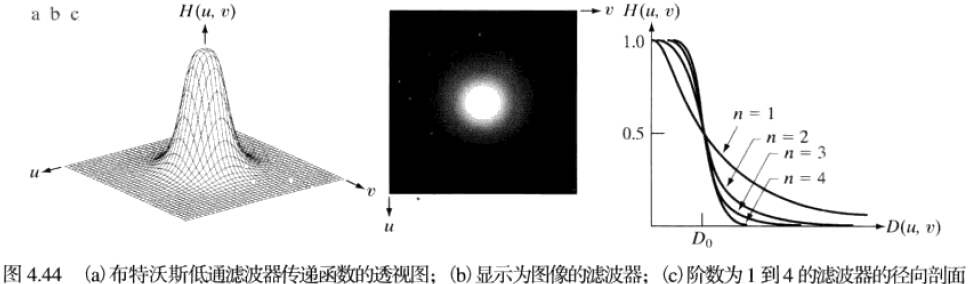 a b c
H(u, v)
u
v
v
u
H(u, v)
1.0
0.5
n = 1
n = 2
n = 3
n = 4
D₀
D(u, v)
图 4.44 (a) 布特沃斯低通滤波器传递函数的透视图；(b) 显示为图像的滤波器；(c) 阶数为 1 到 4 的滤波器的径向剖面